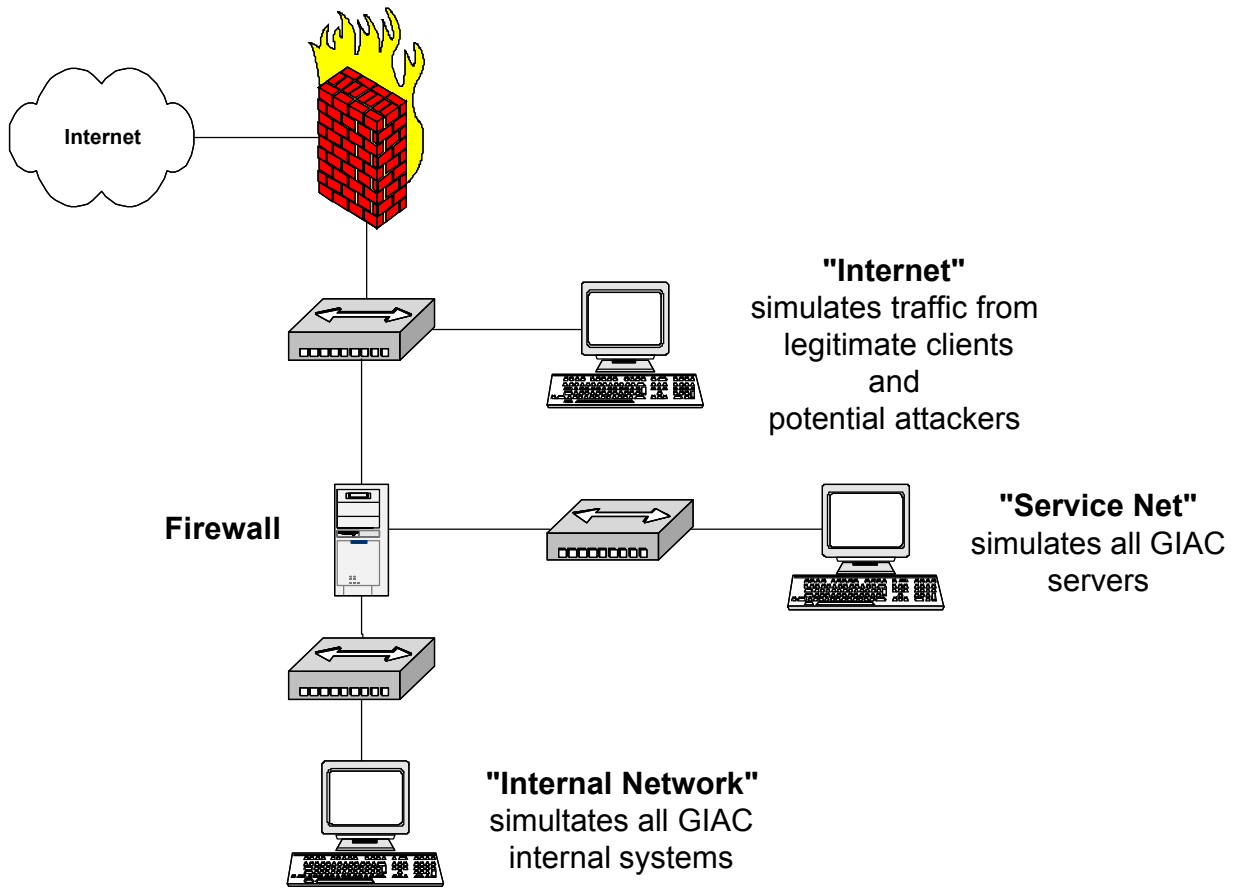 Internet
"Internet"
simulates traffic from
legitimate clients
and
potential attackers
Firewall
"Service Net"
simulates all GIAC
servers
"Internal Network"
simultates all GIAC
internal systems